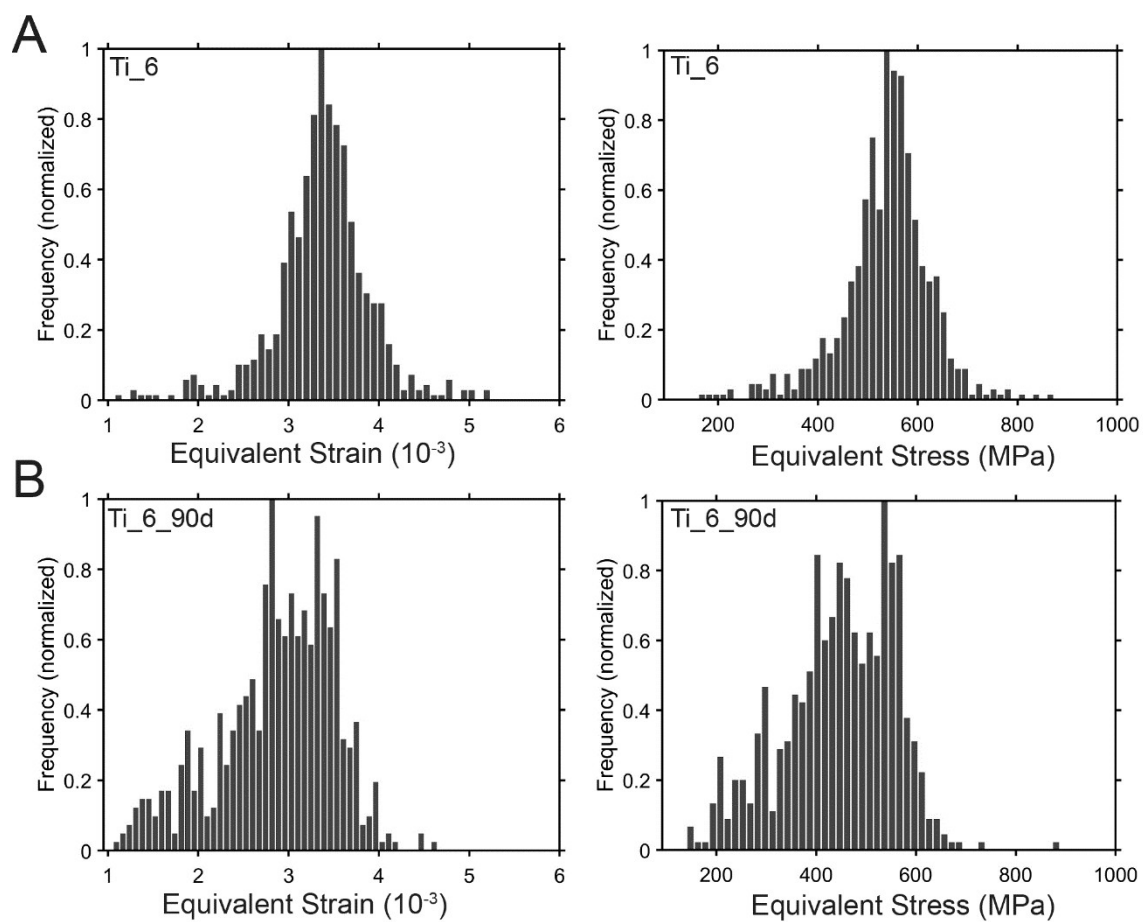 A
Ti_6
Frequency (normalized)
1
0.8
0.6
0.4
0.2
0
1 2 3 4 5 6
Equivalent Strain (10⁻³)
Ti_6
Frequency (normalized)
1
0.8
0.6
0.4
0.2
0
200 400 600 800 1000
Equivalent Stress (MPa)
B
Ti_6_90d
Frequency (normalized)
1
0.8
0.6
0.4
0.2
0
1 2 3 4 5 6
Equivalent Strain (10⁻³)
Ti_6_90d
Frequency (normalized)
1
0.8
0.6
0.4
0.2
0
200 400 600 800 1000
Equivalent Stress (MPa)